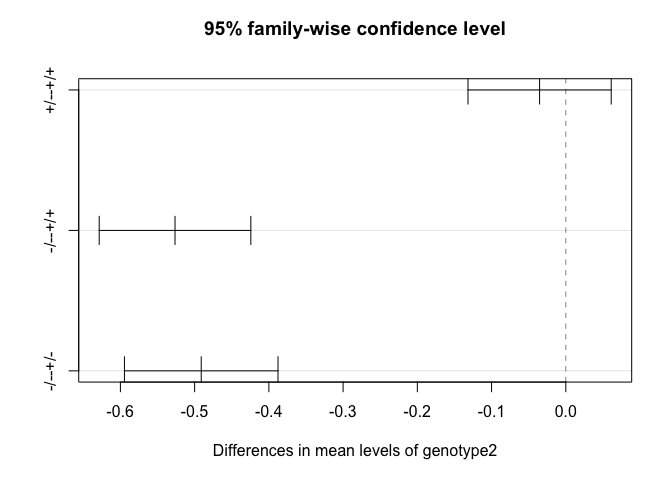 95% family-wise confidence level
+/--+/+
-/--+/+
-/--+/-
-0.6 -0.5 -0.4 -0.3 -0.2 -0.1 0.0
Differences in mean levels of genotype2